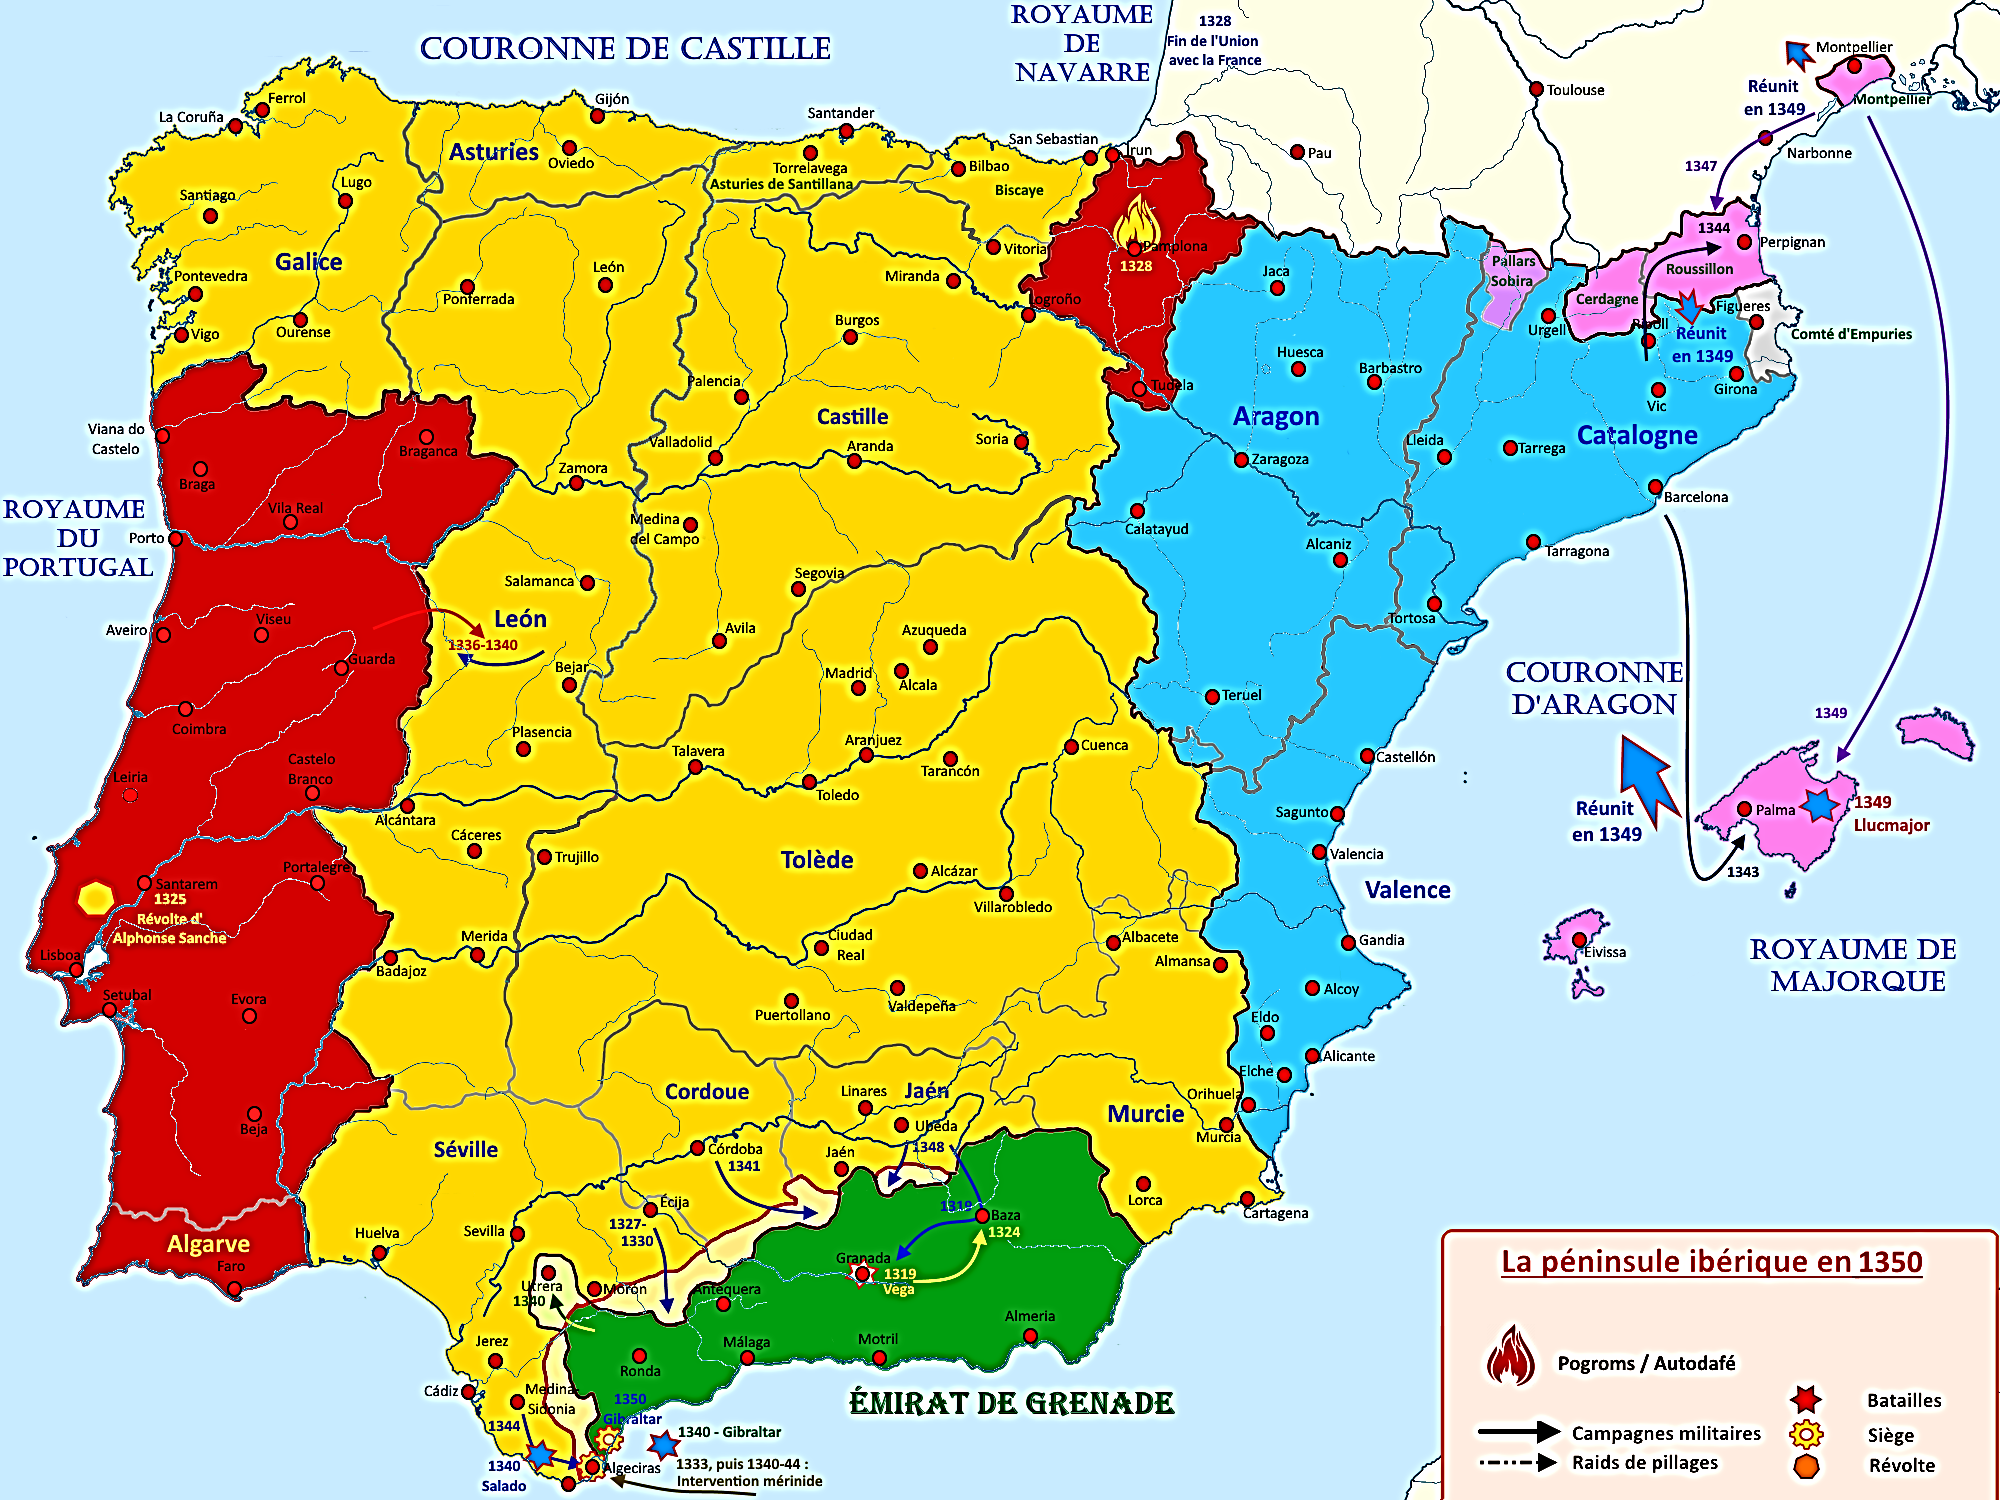 COURONNE DE CASTILLE
ROYAUME
DE
NAVARRE
1328
Fin de l'Union
avec la France
Montpellier
Réunit
en 1349
Montpellier
Toulouse
Ferrol
La Coruña
Gijón
Santander
San Sebastian
Irun
Pau
Narbonne
1347
Asturies
Oviedo
Torrelavega
Asturies de Santillana
Bilbao
Biscaye
Lugo
Santiago
Galice
Pontevedra
Vigo
Ourense
Ponferrada
León
Burgos
Miranda
Vitoria
Logroño
Pamplona
1328
Jaca
Pallars
Sobira
1344
Perpignan
Roussillon
Cerdagne
Urgell
Ripoll
Figueres
Réunit
en 1349
Comté d'Empuries
Girona
Vic
Huesca
Barbastro
Tudela
Aragon
Catalogne
Palencia
Castille
Valladolid
Aranda
Soria
Zamora
Lleida
Tarrega
Zaragoza
Barcelona
Viana do
Castelo
Braga
Braganca
Vila Real
ROYAUME
DU
PORTUGAL
Porto
Medina
del Campo
Calatayud
Alcaniz
Tarragona
Salamanca
Segovia
León
1336-1340
Avila
Azuqueda
Tortosa
Aveiro
Viseu
Guarda
Bejar
Madrid
Alcala
Teruel
COURONNE
D'ARAGON
1349
Coimbra
Plasencia
Talavera
Aranjuez
Tarancón
Cuenca
Castellón
Leiria
Castelo
Branco
Toledo
Alcántara
Sagunto
Réunit
en 1349
Palma
1349
Llucmajor
1343
Cáceres
Trujillo
Tolède
Alcázar
Villarobledo
Valencia
Valence
Portalegre
Santarem
1325
Révolte d'
Alphonse Sanche
Lisboa
Setubal
Evora
Merida
Badajoz
Ciudad
Real
Albacete
Almansa
Gandia
Eivissa
ROYAUME DE
MAJORQUE
Puertollano
Valdepeña
Alcoy
Eldo
Alicante
Elche
Orihuela
Beja
Cordoue
Linares
Jaén
Ubeda
Murcie
Murcia
Séville
Córdoba
1341
Jaén
1348
Lorca
Cartagena
Algarve
Faro
Huelva
Sevilla
Écija
1327-
1330
1319
Baza
1324
Granada
1319
Vega
Utrera
1340
Morón
Antequera
Almeria
Jerez
Ronda
Málaga
Motril
Cádiz
Medina-
Sidonia
1344
1350
Gibraltar
ÉMIRAT DE GRENADE
1340 - Gibraltar
1340
Salado
Algeciras
1333, puis 1340-44 :
Intervention mérinide
La péninsule ibérique en 1350
Pogroms / Autodafé
Batailles
Campagnes militaires
Siège
Raids de pillages
Révolte